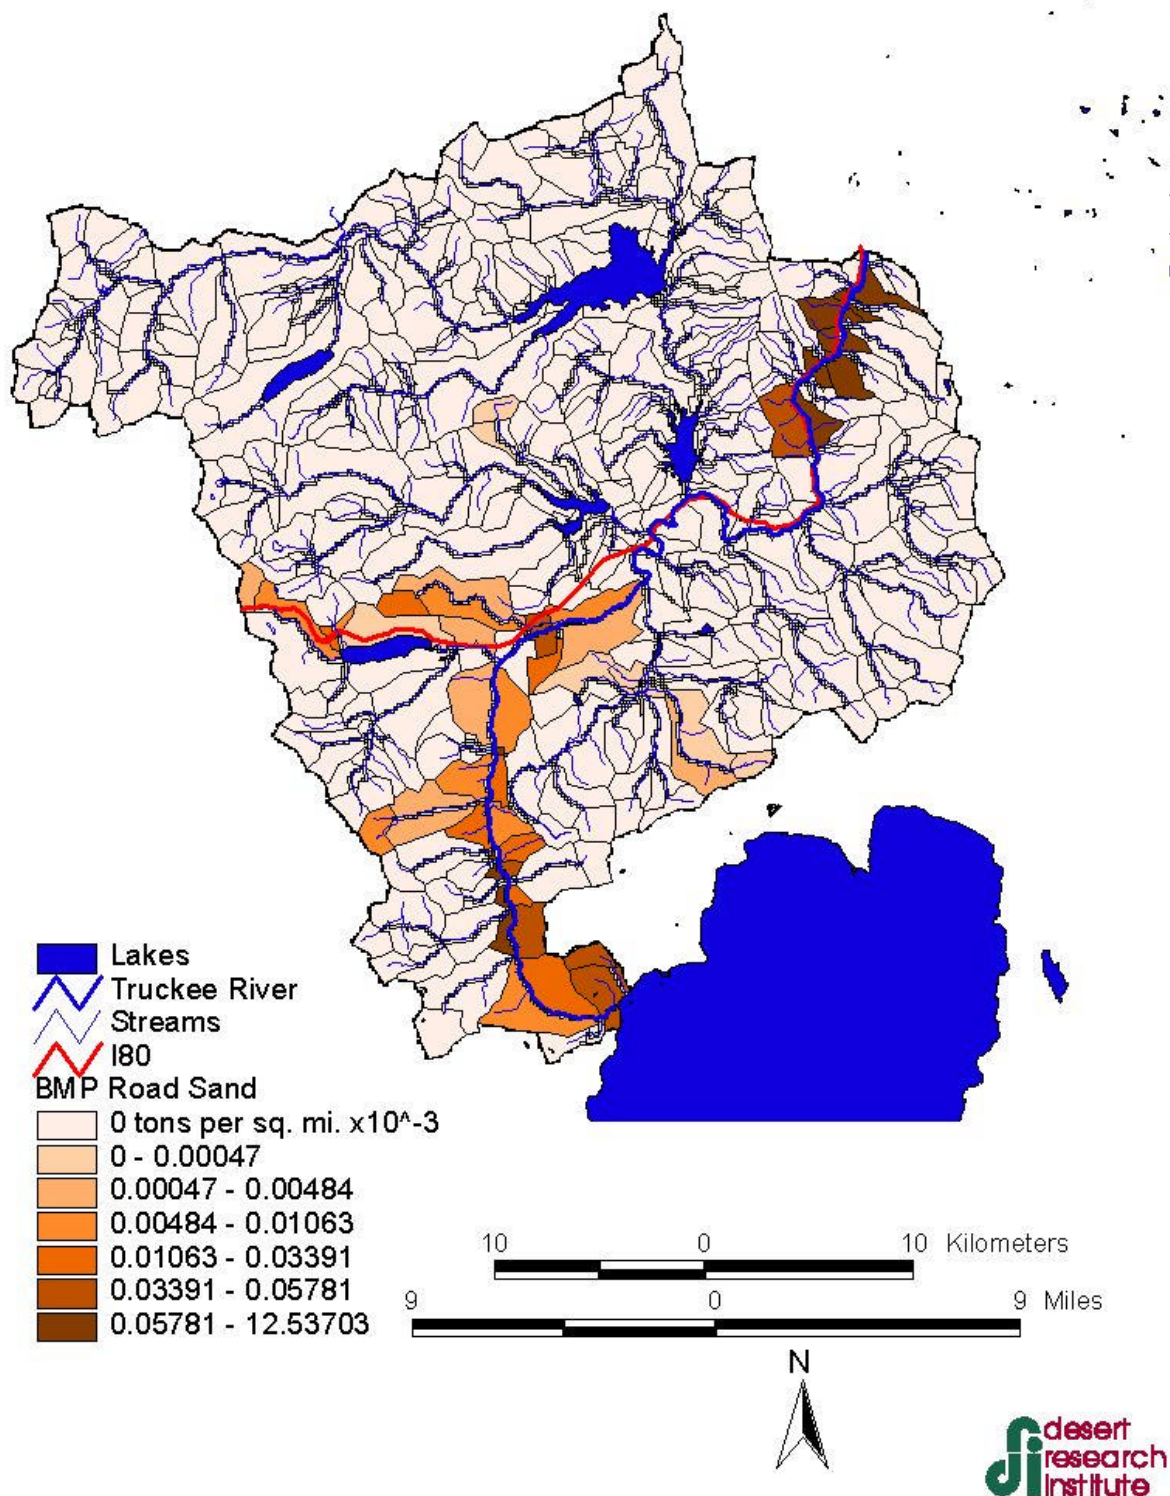 Lakes
Truckee River
Streams
I80
BMP Road Sand
0 tons per sq. mi. x10^-3
0 - 0.00047
0.00047 - 0.00484
0.00484 - 0.01063
0.01063 - 0.03391
0.03391 - 0.05781
0.05781 - 12.53703
10 0 10 Kilometers
9 0 9 Miles
N
desert
research
institute